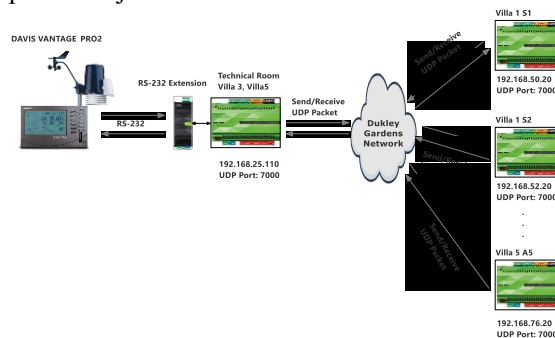 DAVIS VANTAGE PRO2
RS-232
RS-232 Extension
Technical Room
Villa 3, Villa5
192.168.25.110
UDP Port: 7000
Send/Receive
UDP Packet
Dukley
Gardens
Network
Send/Receive
UDP Packet
Villa 1 S1
192.168.50.20
UDP Port: 7000
Send/Receive
Villa 1 S2
192.168.52.20
UDP Port: 7000
.
.
.
Send/Receive
UDP Packet
Villa 5 A5
192.168.76.20
UDP Port: 7000